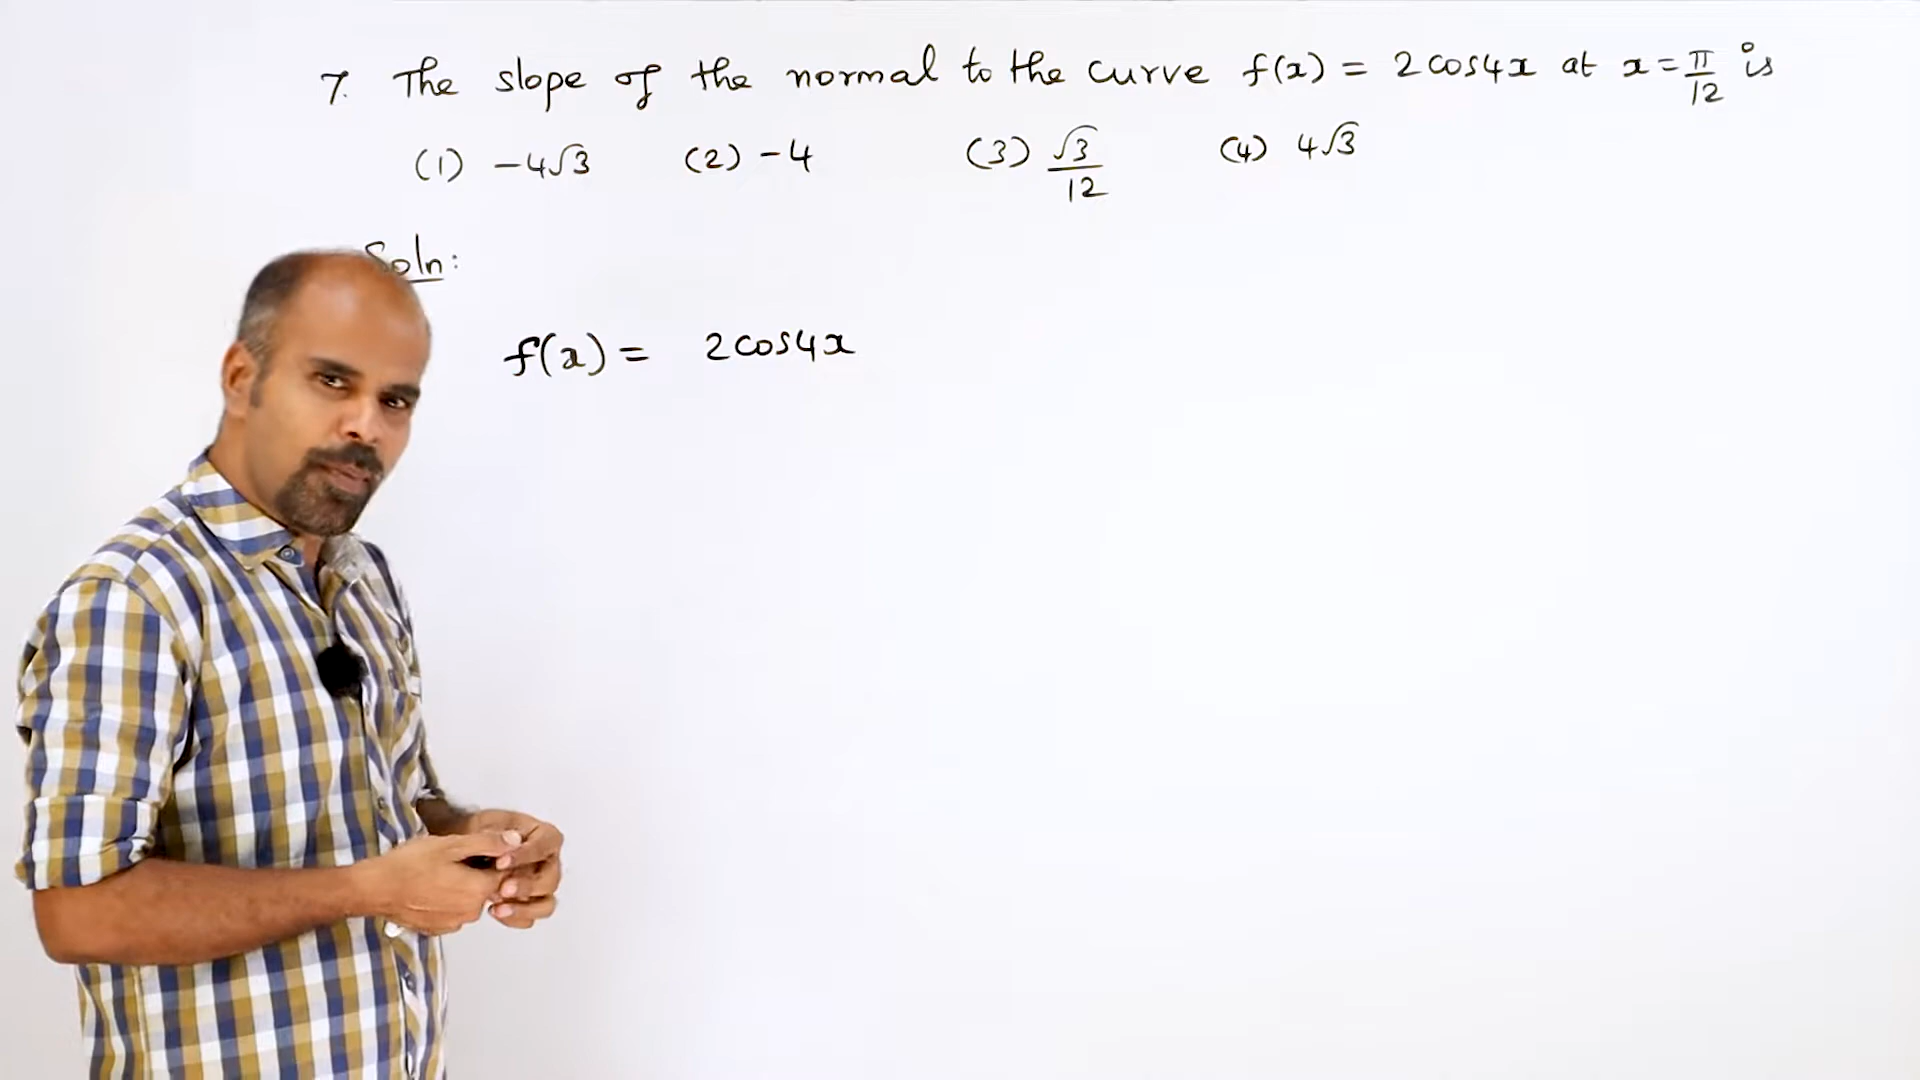 7. The slope of the normal to the curve f(x) = 2cos4x at x = π/12 is
(1) -4√3 (2) -4 (3) √3/12 (4) 4√3
Soln:
f(x) = 2cos4x